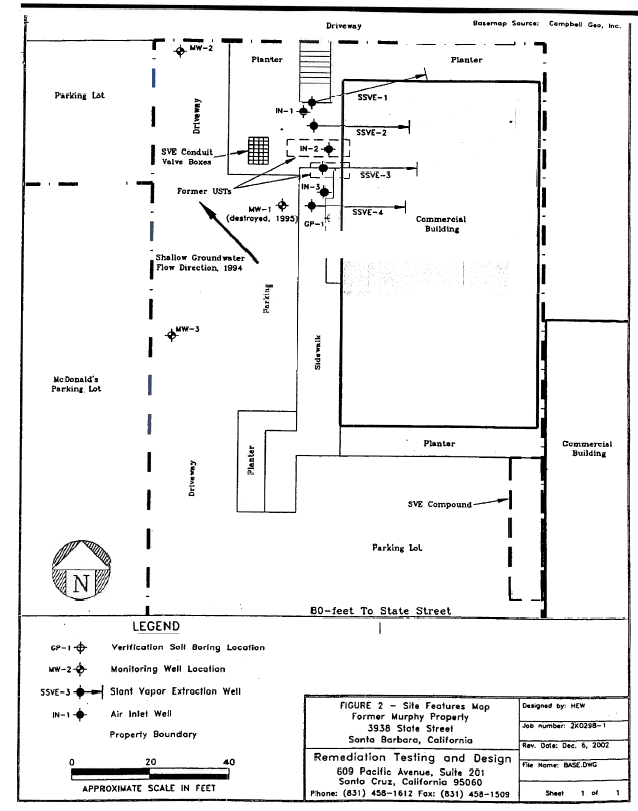 Driveway
Basemap Source: Campbell Geo, Inc.
MW-2
Planter
Planter
Parking Lot
Driveway
SSVE-1
IN-1
SSVE-2
SVE Conduit
Valve Boxes
IN-2
SSVE-3
Former USTs
IN-3
MW-1
(destroyed, 1995)
SSVE-4
GP-1
Commercial
Building
Shallow Groundwater
Flow Direction, 1994
Parking
MW-3
Sidewalk
McDonald's
Parking Lot
Planter
Commercial
Building
Planter
Driveway
SVE Compound
Parking Lot
N
80-feet To State Street
LEGEND
GP-1 Verification Soil Boring Location
MW-2 Monitoring Well Location
SSVE=3 Slant Vapor Extraction Well
IN-1 Air Inlet Well
Property Boundary
0 20 40
APPROXIMATE SCALE IN FEET
FIGURE 2 - Site Features Map
Former Murphy Property
3938 State Street
Santa Barbara, California
Remediation Testing and Design
609 Pacific Avenue, Suite 201
Santa Cruz, California 95060
Phone: (831) 458-1612 Fax: (831) 458-1509
Designed by: HEW
Job number: 2K029B-1
Rev. Date: Dec. 6, 2002
File Name: BASE.DWG
Sheet 1 of 1